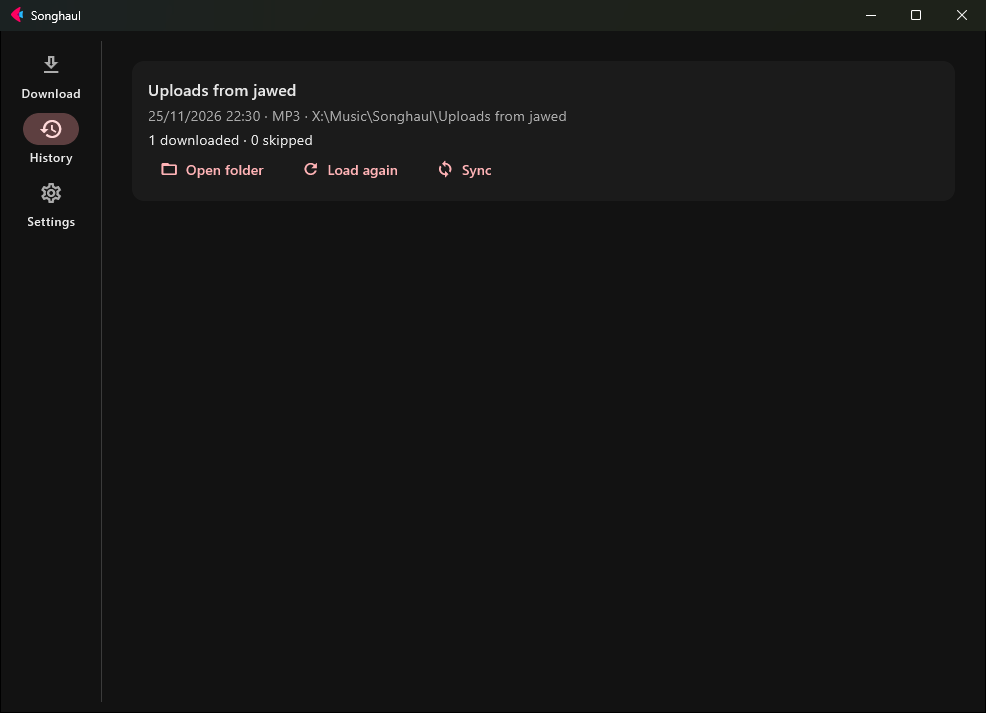 Songhaul
Download
History
Settings
Uploads from jawed
25/11/2026 22:30 · MP3 · X:\Music\Songhaul\Uploads from jawed
1 downloaded · 0 skipped
Open folder
Load again
Sync